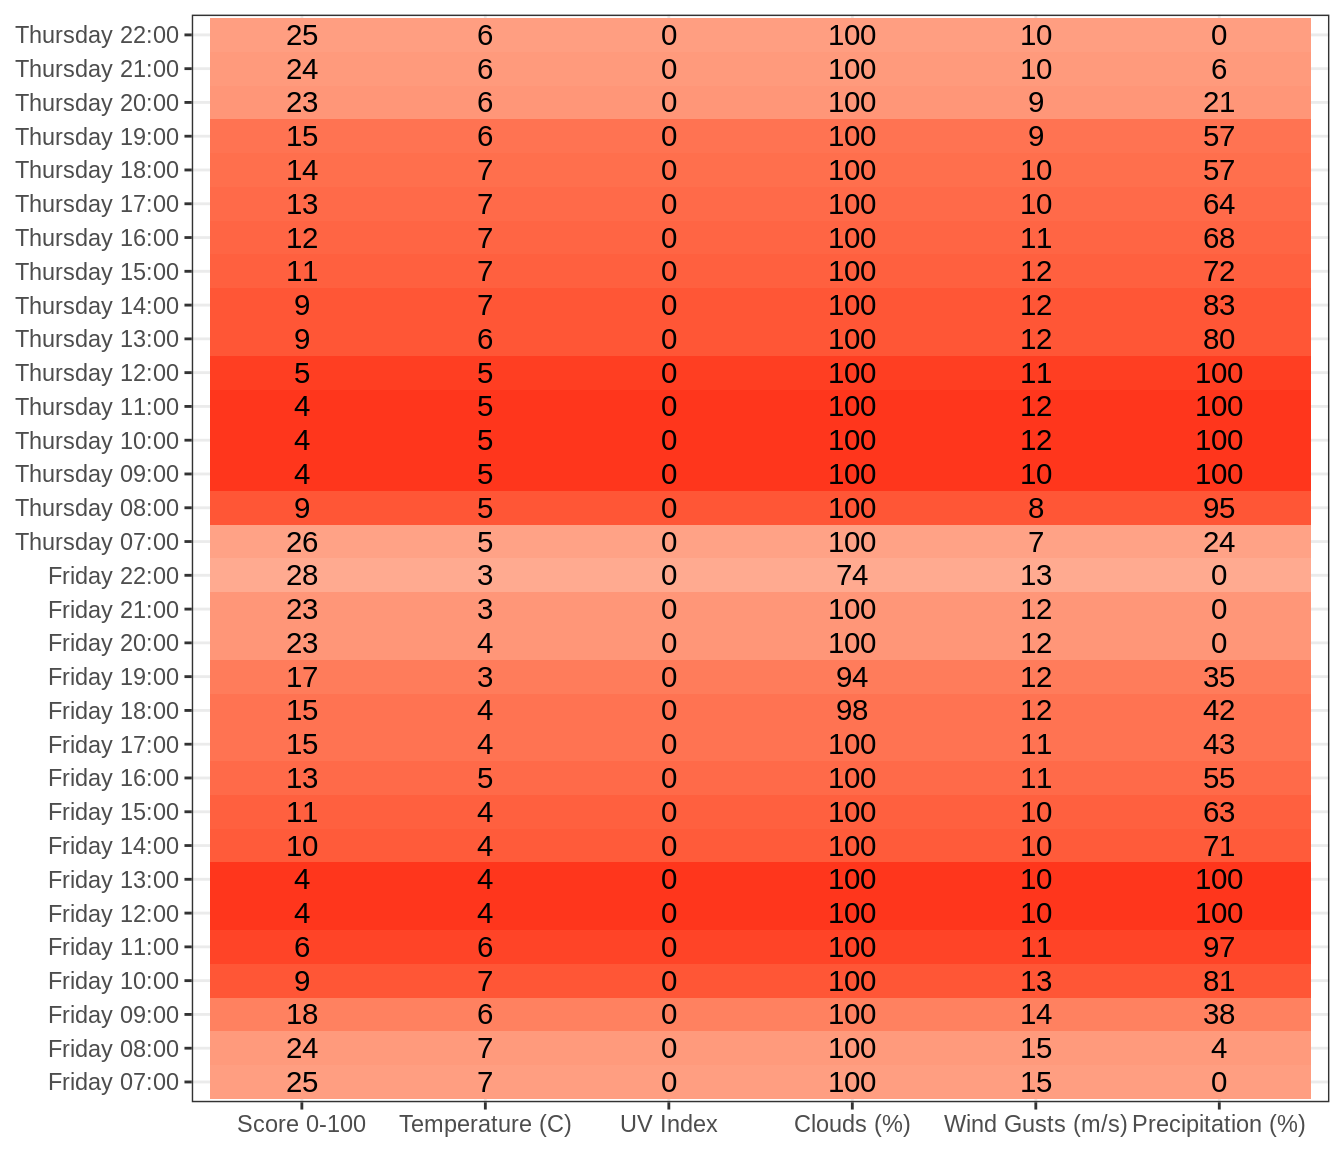 Thursday 22:00 25 6 0 100 10 0
Thursday 21:00 24 6 0 100 10 6
Thursday 20:00 23 6 0 100 9 21
Thursday 19:00 15 6 0 100 9 57
Thursday 18:00 14 7 0 100 10 57
Thursday 17:00 13 7 0 100 10 64
Thursday 16:00 12 7 0 100 11 68
Thursday 15:00 11 7 0 100 12 72
Thursday 14:00 9 7 0 100 12 83
Thursday 13:00 9 6 0 100 12 80
Thursday 12:00 5 5 0 100 11 100
Thursday 11:00 4 5 0 100 12 100
Thursday 10:00 4 5 0 100 12 100
Thursday 09:00 4 5 0 100 10 100
Thursday 08:00 9 5 0 100 8 95
Thursday 07:00 26 5 0 100 7 24
Friday 22:00 28 3 0 74 13 0
Friday 21:00 23 3 0 100 12 0
Friday 20:00 23 4 0 100 12 0
Friday 19:00 17 3 0 94 12 35
Friday 18:00 15 4 0 98 12 42
Friday 17:00 15 4 0 100 11 43
Friday 16:00 13 5 0 100 11 55
Friday 15:00 11 4 0 100 10 63
Friday 14:00 10 4 0 100 10 71
Friday 13:00 4 4 0 100 10 100
Friday 12:00 4 4 0 100 10 100
Friday 11:00 6 6 0 100 11 97
Friday 10:00 9 7 0 100 13 81
Friday 09:00 18 6 0 100 14 38
Friday 08:00 24 7 0 100 15 4
Friday 07:00 25 7 0 100 15 0
Score 0-100 Temperature (C) UV Index Clouds (%) Wind Gusts (m/s) Precipitation (%)